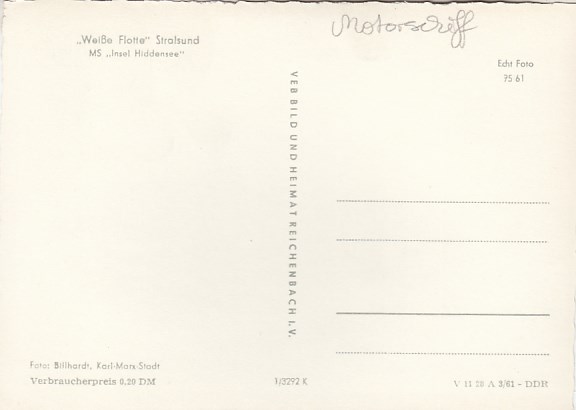 „Weiße Flotte" Stralsund
MS „Insel Hiddensee"
Motorschiff
Echt Foto
75 61
VEB BILD UND HEIMAT REICHENBACH I. V.
Foto: Brilhardt, Karl-Marx-Stadt
Verbraucherpreis 0,20 DM
1/3292 K
V 11 28 A 3/61 - DDR